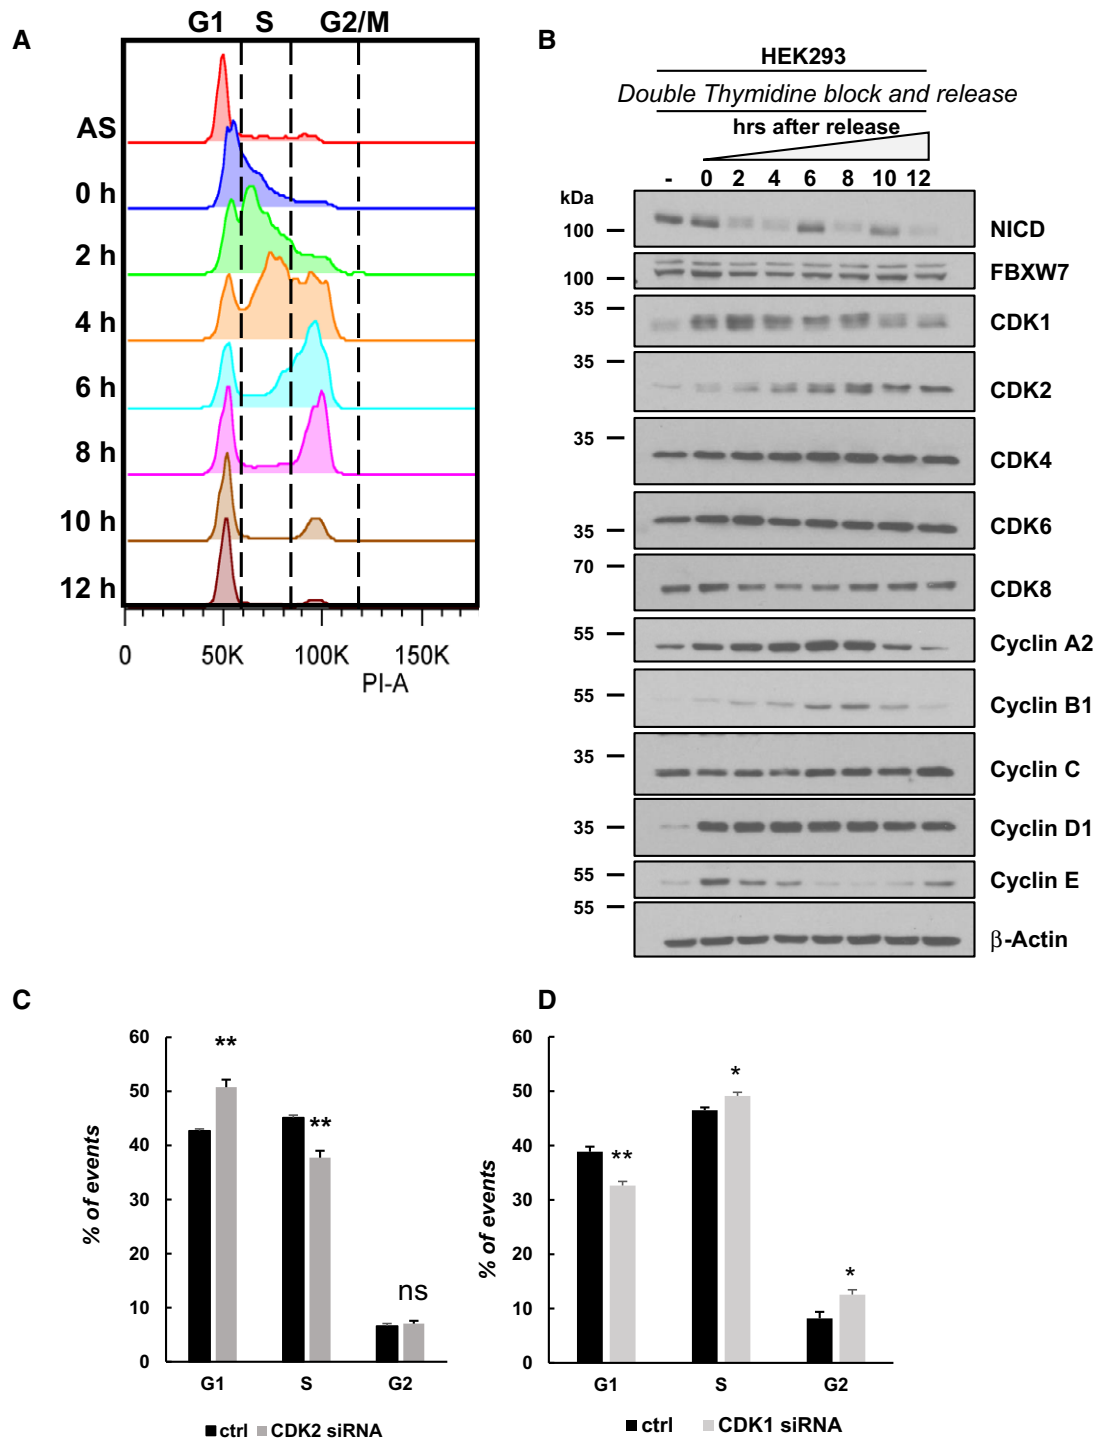 A
G1 S G2/M
AS
0 h
2 h
4 h
6 h
8 h
10 h
12 h
0 50K 100K 150K
PI-A
B
HEK293
Double Thymidine block and release
hrs after release
- 0 2 4 6 8 10 12
kDa
100 NICD
100 FBXW7
35 CDK1
35 CDK2
35 CDK4
35 CDK6
70 CDK8
55 Cyclin A2
55 Cyclin B1
35 Cyclin C
35 Cyclin D1
55 Cyclin E
55 β-Actin
C
% of events
60
50
40
30
20
10
0
** ** ns
G1 S G2
ctrl CDK2 siRNA
D
% of events
60
50
40
30
20
10
0
** * *
G1 S G2
ctrl CDK1 siRNA